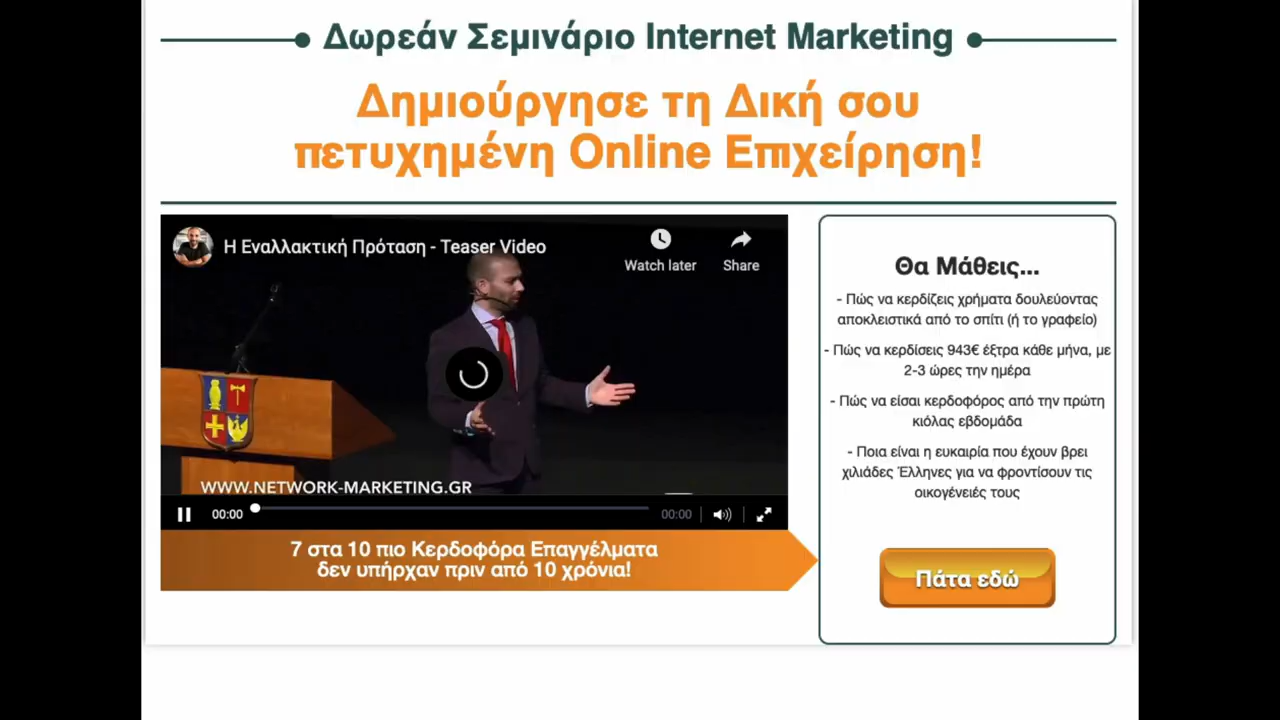 Δωρεάν Σεμινάριο Internet Marketing
Δημιούργησε τη Δική σου
πετυχημένη Online Επιχείρηση!
Η Εναλλακτική Πρόταση - Teaser Video
Watch later
Share
WWW.NETWORK-MARKETING.GR
00:00
00:00
7 στα 10 πιο Κερδοφόρα Επαγγέλματα
δεν υπήρχαν πριν από 10 χρόνια!
Θα Μάθεις...
- Πώς να κερδίζεις χρήματα δουλεύοντας
αποκλειστικά από το σπίτι (ή το γραφείο)
- Πώς να κερδίσεις 943€ έξτρα κάθε μήνα, με
2-3 ώρες την ημέρα
- Πώς να είσαι κερδοφόρος από την πρώτη
κιόλας εβδομάδα
- Ποια είναι η ευκαιρία που έχουν βρει
χιλιάδες Έλληνες για να φροντίσουν τις
οικογένειές τους
Πάτα εδώ